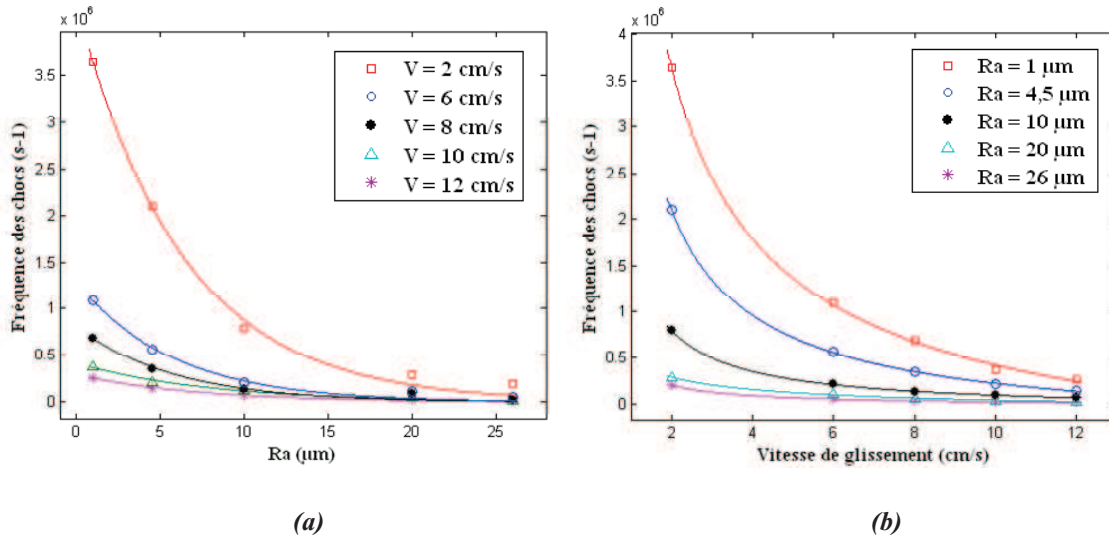 x 10^6
Fréquence des chocs (s-1)
3.5
3
2.5
2
1.5
1
0.5
0
V = 2 cm/s
V = 6 cm/s
V = 8 cm/s
V = 10 cm/s
V = 12 cm/s
0 5 10 15 20 25
Ra (µm)
(a)
x 10^6
Fréquence des chocs (s-1)
4
3.5
3
2.5
2
1.5
1
0.5
0
Ra = 1 µm
Ra = 4,5 µm
Ra = 10 µm
Ra = 20 µm
Ra = 26 µm
2 4 6 8 10 12
Vitesse de glissement (cm/s)
(b)